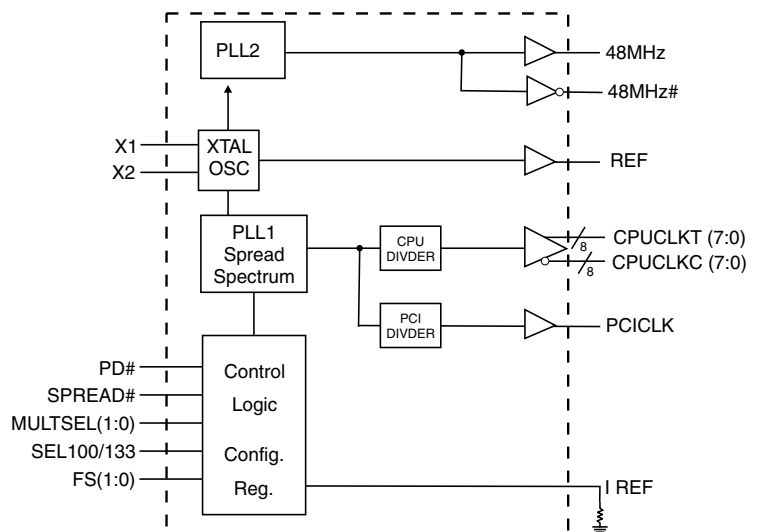 PLL2
48MHz
48MHz#
X1
X2
XTAL
OSC
REF
PLL1
Spread
Spectrum
CPU
DIVDER
8
CPUCLKT (7:0)
8
CPUCLKC (7:0)
PCI
DIVDER
PCICLK
PD#
SPREAD#
MULTSEL(1:0)
SEL100/133
FS(1:0)
Control
Logic
Config.
Reg.
I REF